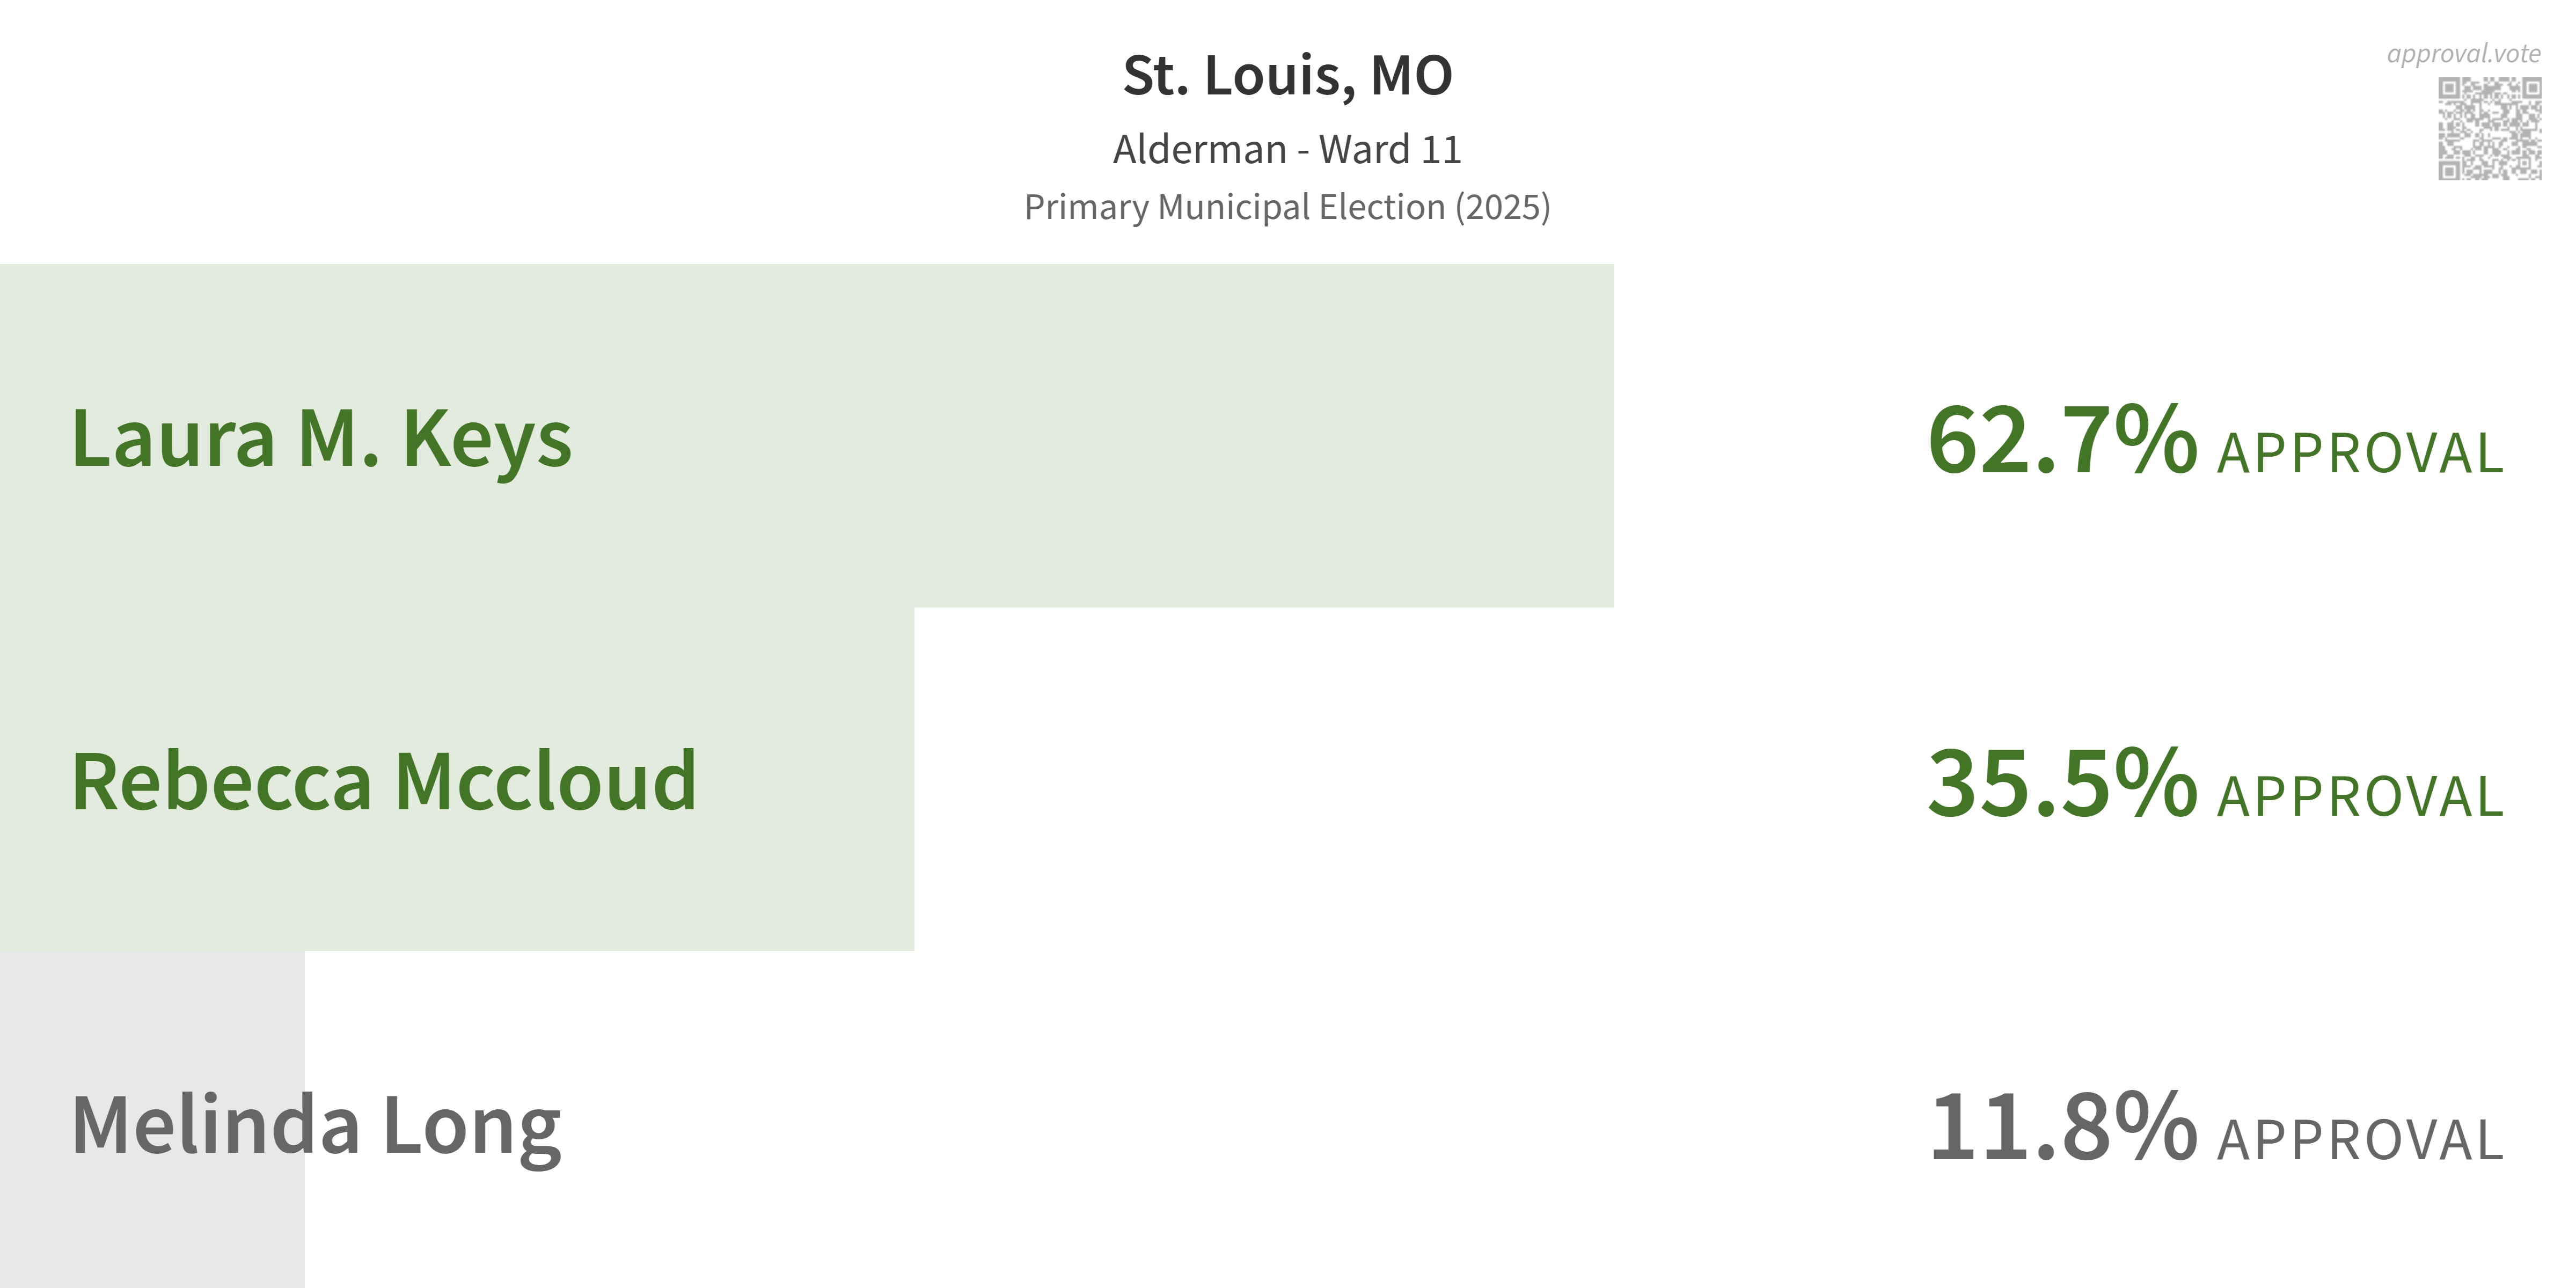 St. Louis, MO
approval.vote
Alderman - Ward 11
Primary Municipal Election (2025)
Laura M. Keys 62.7% APPROVAL
Rebecca Mccloud 35.5% APPROVAL
Melinda Long 11.8% APPROVAL